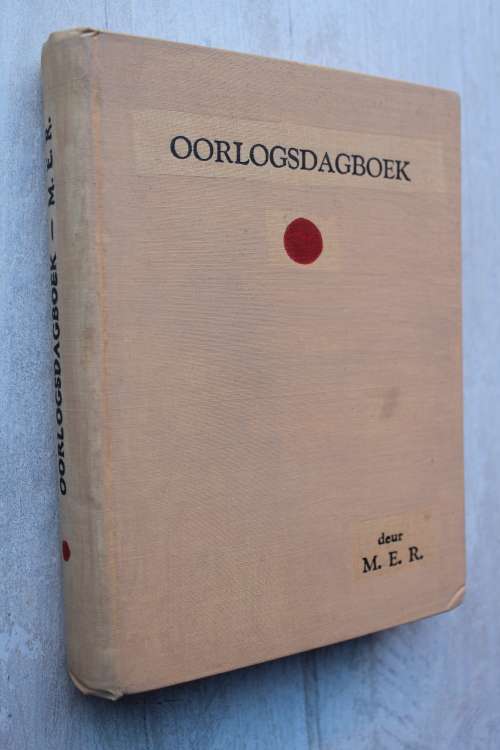 OORLOGSDAGBOEK
deur
M. E. R.
OORLOGSDAGBOEK — M. E. R.